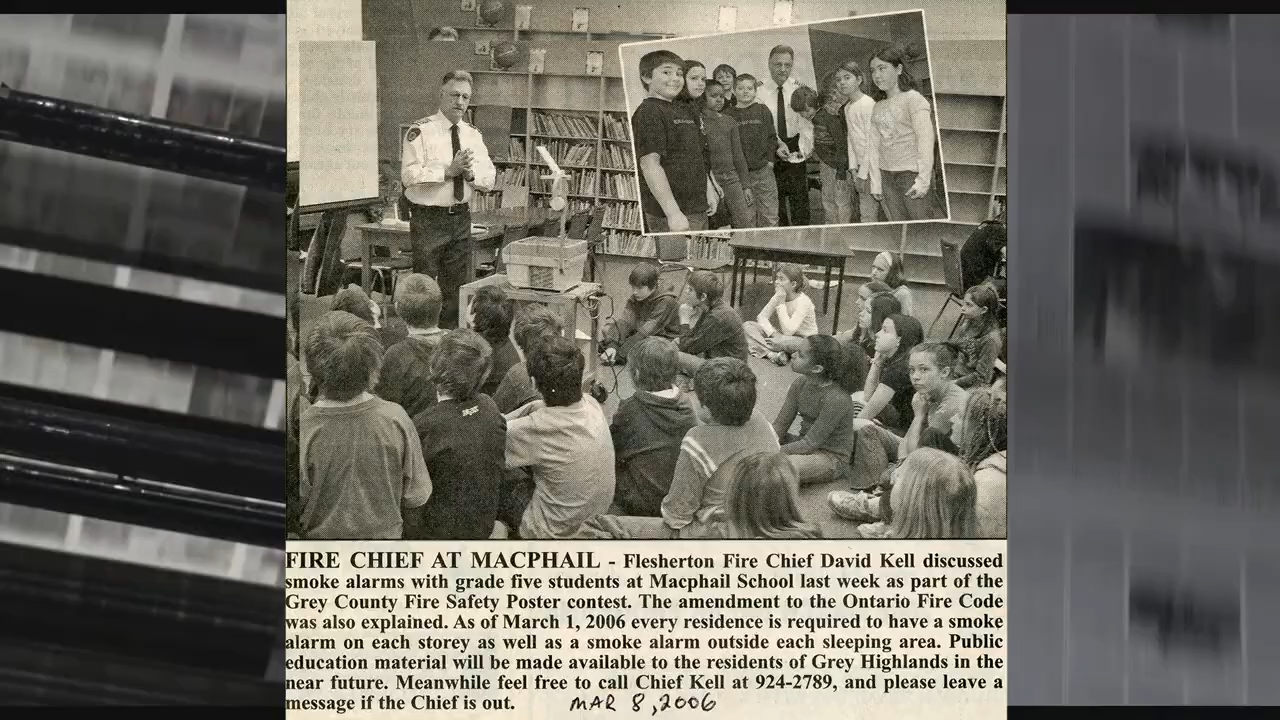 FIRE CHIEF AT MACPHAIL - Flesherton Fire Chief David Kell discussed
smoke alarms with grade five students at Macphail School last week as part of the
Grey County Fire Safety Poster contest. The amendment to the Ontario Fire Code
was also explained. As of March 1, 2006 every residence is required to have a smoke
alarm on each storey as well as a smoke alarm outside each sleeping area. Public
education material will be made available to the residents of Grey Highlands in the
near future. Meanwhile feel free to call Chief Kell at 924-2789, and please leave a
message if the Chief is out. MAR 8, 2006